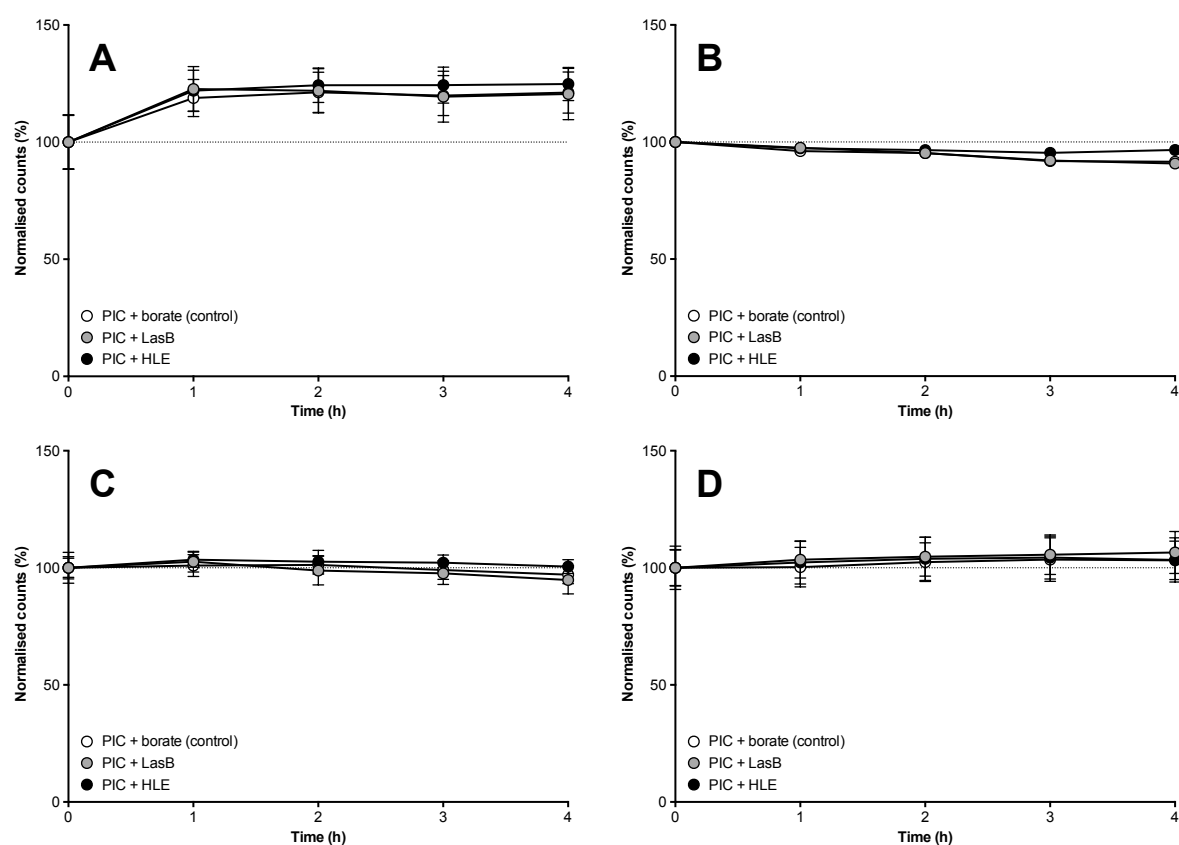 A
Normalised counts (%)
150
100
50
0
PIC + borate (control)
PIC + LasB
PIC + HLE
0 1 2 3 4
Time (h)
B
Normalised counts (%)
150
100
50
0
PIC + borate (control)
PIC + LasB
PIC + HLE
0 1 2 3 4
Time (h)
C
Normalised counts (%)
150
100
50
0
PIC + borate (control)
PIC + LasB
PIC + HLE
0 1 2 3 4
Time (h)
D
Normalised counts (%)
150
100
50
0
PIC + borate (control)
PIC + LasB
PIC + HLE
0 1 2 3 4
Time (h)